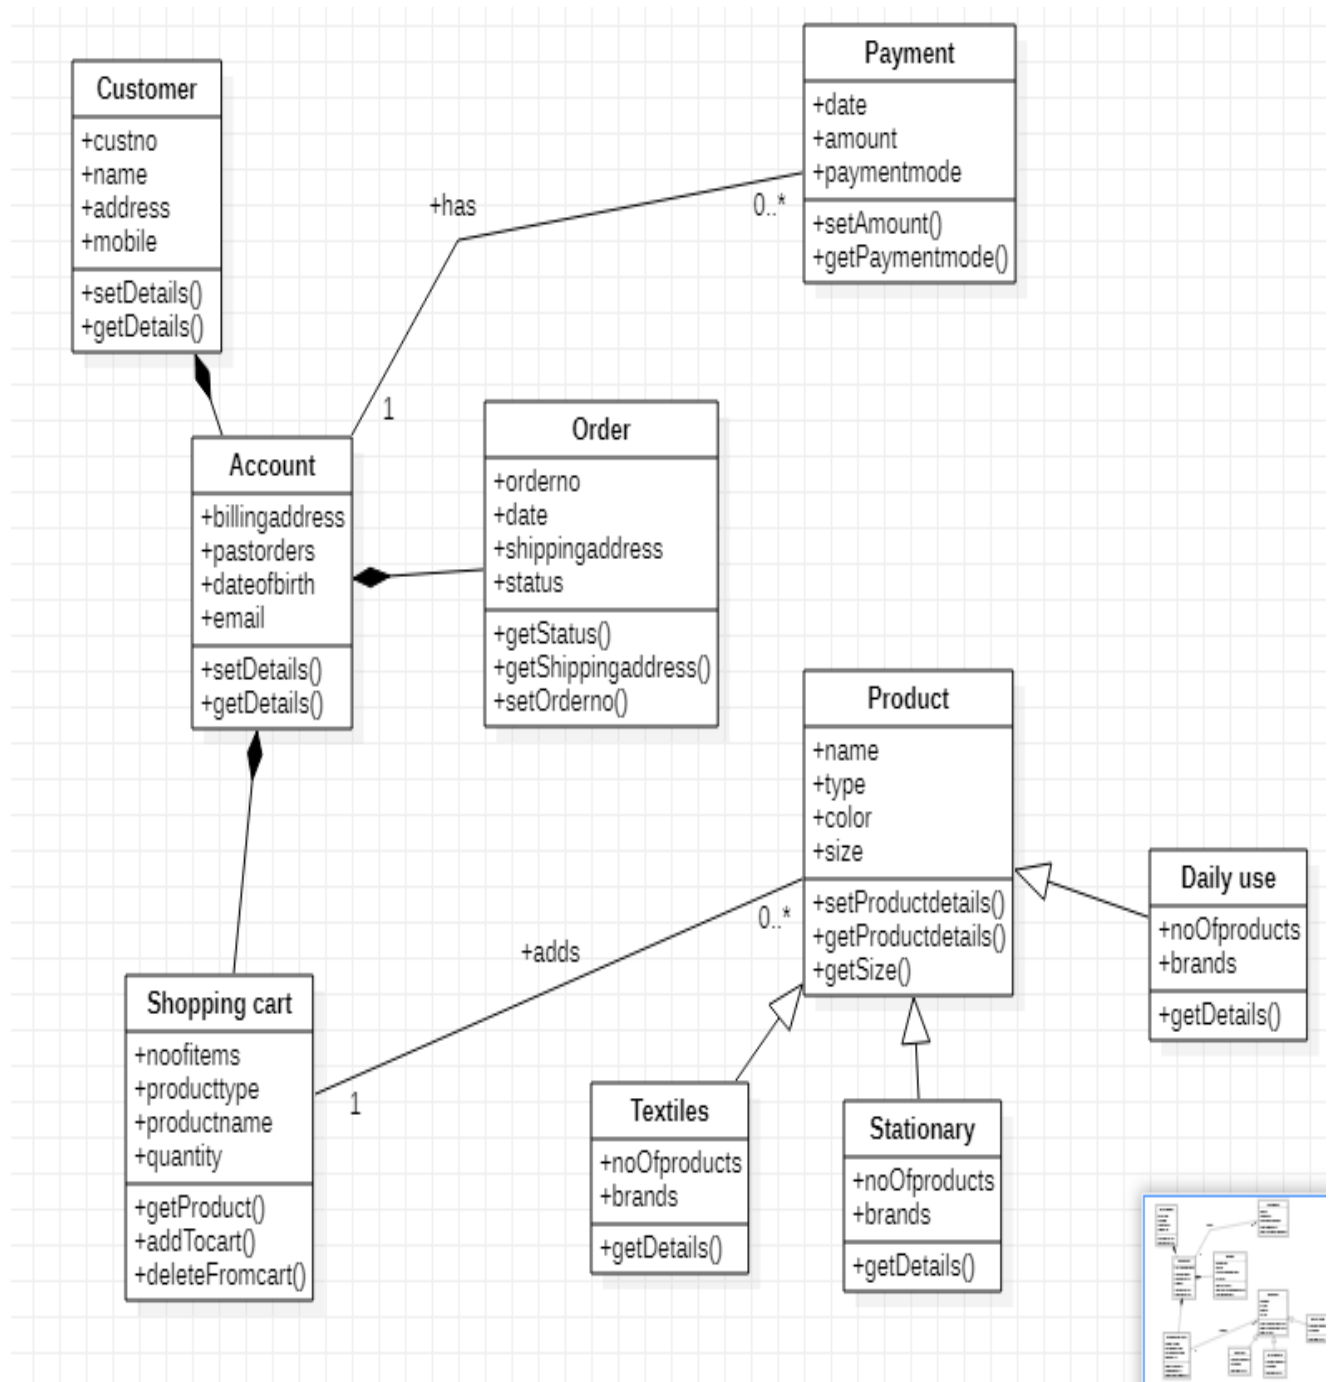 Customer
+custno
+name
+address
+mobile
+setDetails()
+getDetails()
Payment
+date
+amount
+paymentmode
+setAmount()
+getPaymentmode()
+has
0..*
1
Account
+billingaddress
+pastorders
+dateofbirth
+email
+setDetails()
+getDetails()
Order
+orderno
+date
+shippingaddress
+status
+getStatus()
+getShippingaddress()
+setOrderno()
Product
+name
+type
+color
+size
+setProductdetails()
+getProductdetails()
+getSize()
Daily use
+noOfproducts
+brands
+getDetails()
0..*
+adds
1
Shopping cart
+noofitems
+producttype
+productname
+quantity
+getProduct()
+addTocart()
+deleteFromcart()
Textiles
+noOfproducts
+brands
+getDetails()
Stationary
+noOfproducts
+brands
+getDetails()